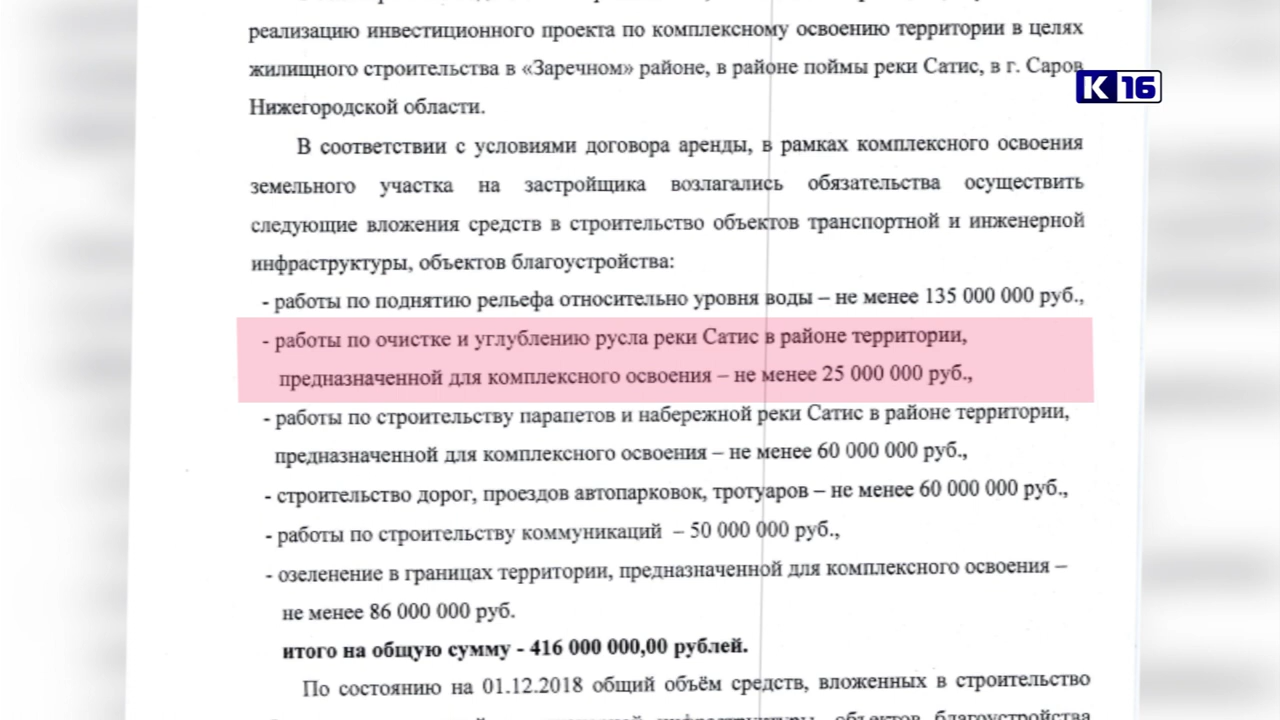 реализацию инвестиционного проекта по комплексному освоению территории в целях
жилищного строительства в «Заречном» районе, в районе поймы реки Сатис, в г. Саров
Нижегородской области.
К 16
В соответствии с условиями договора аренды, в рамках комплексного освоения
земельного участка на застройщика возлагались обязательства осуществить
следующие вложения средств в строительство объектов транспортной и инженерной
инфраструктуры, объектов благоустройства:
- работы по поднятию рельефа относительно уровня воды – не менее 135 000 000 руб.,
- работы по очистке и углублению русла реки Сатис в районе территории,
предназначенной для комплексного освоения – не менее 25 000 000 руб.,
- работы по строительству парапетов и набережной реки Сатис в районе территории,
предназначенной для комплексного освоения – не менее 60 000 000 руб.,
- строительство дорог, проездов автопарковок, тротуаров – не менее 60 000 000 руб.,
- работы по строительству коммуникаций – 50 000 000 руб.,
- озеленение в границах территории, предназначенной для комплексного освоения –
не менее 86 000 000 руб.
итого на общую сумму - 416 000 000,00 рублей.
По состоянию на 01.12.2018 общий объём средств, вложенных в строительство
объектов благоустройства